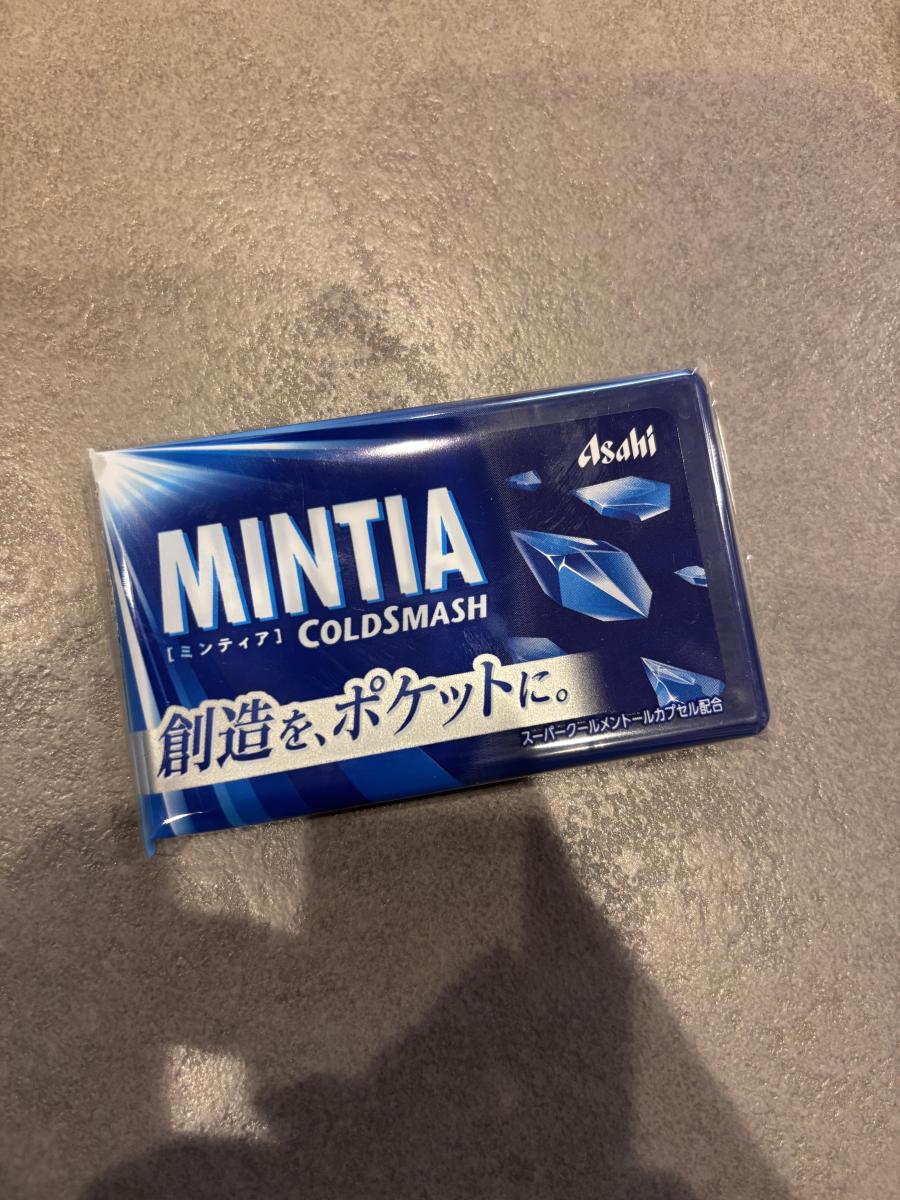 Asahi
MINTIA
[ミンティア] COLDSMASH
創造を、ポケットに。
スーパークールメントールカプセル配合